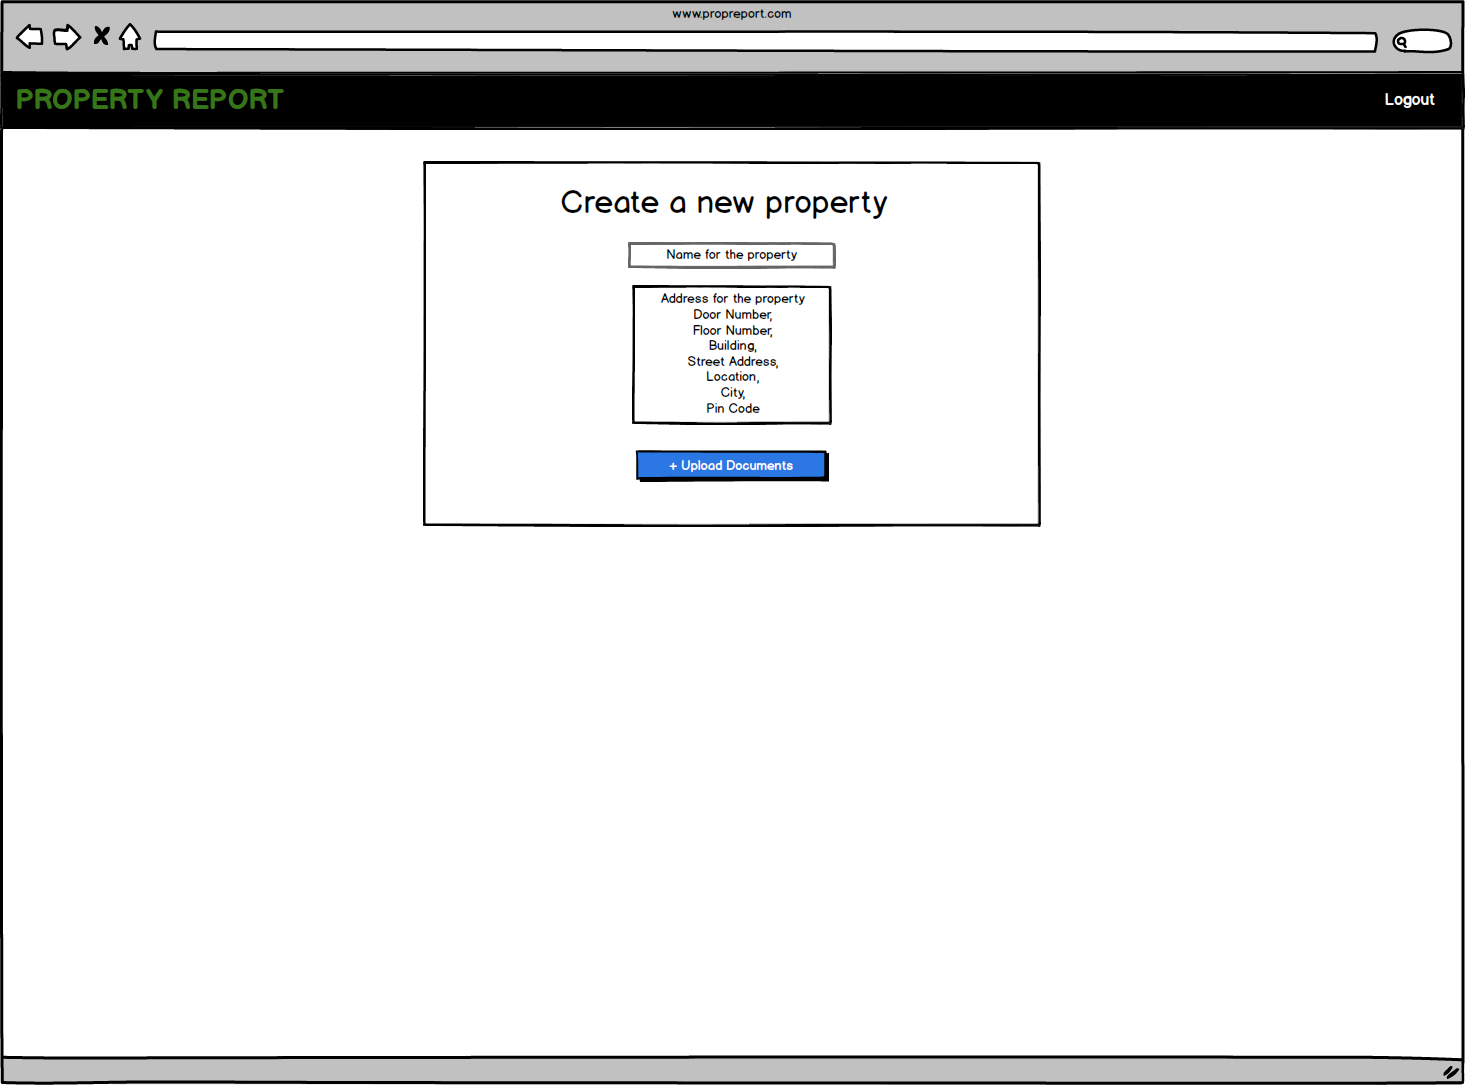 www.propreport.com
PROPERTY REPORT
Logout
Create a new property
Name for the property
Address for the property
Door Number,
Floor Number,
Building,
Street Address,
Location,
City,
Pin Code
+ Upload Documents